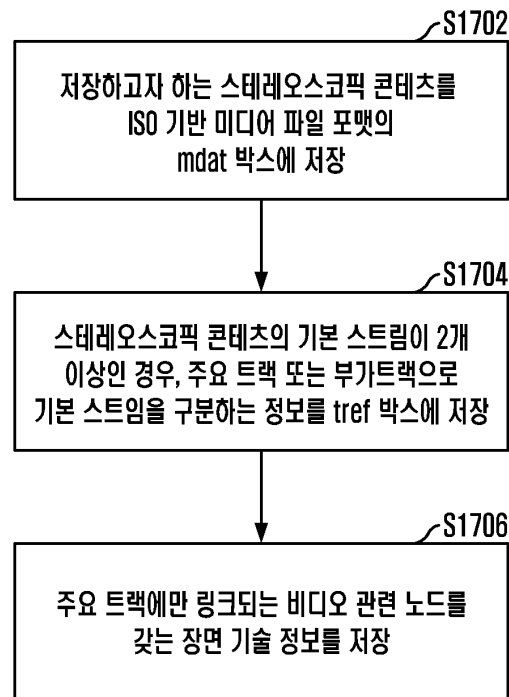 S1702
저장하고자 하는 스테레오스코픽 콘텐츠를
ISO 기반 미디어 파일 포맷의
mdat 박스에 저장
S1704
스테레오스코픽 콘텐츠의 기본 스트림이 2개
이상인 경우, 주요 트랙 또는 부가트랙으로
기본 스트임을 구분하는 정보를 tref 박스에 저장
S1706
주요 트랙에만 링크되는 비디오 관련 노드를
갖는 장면 기술 정보를 저장